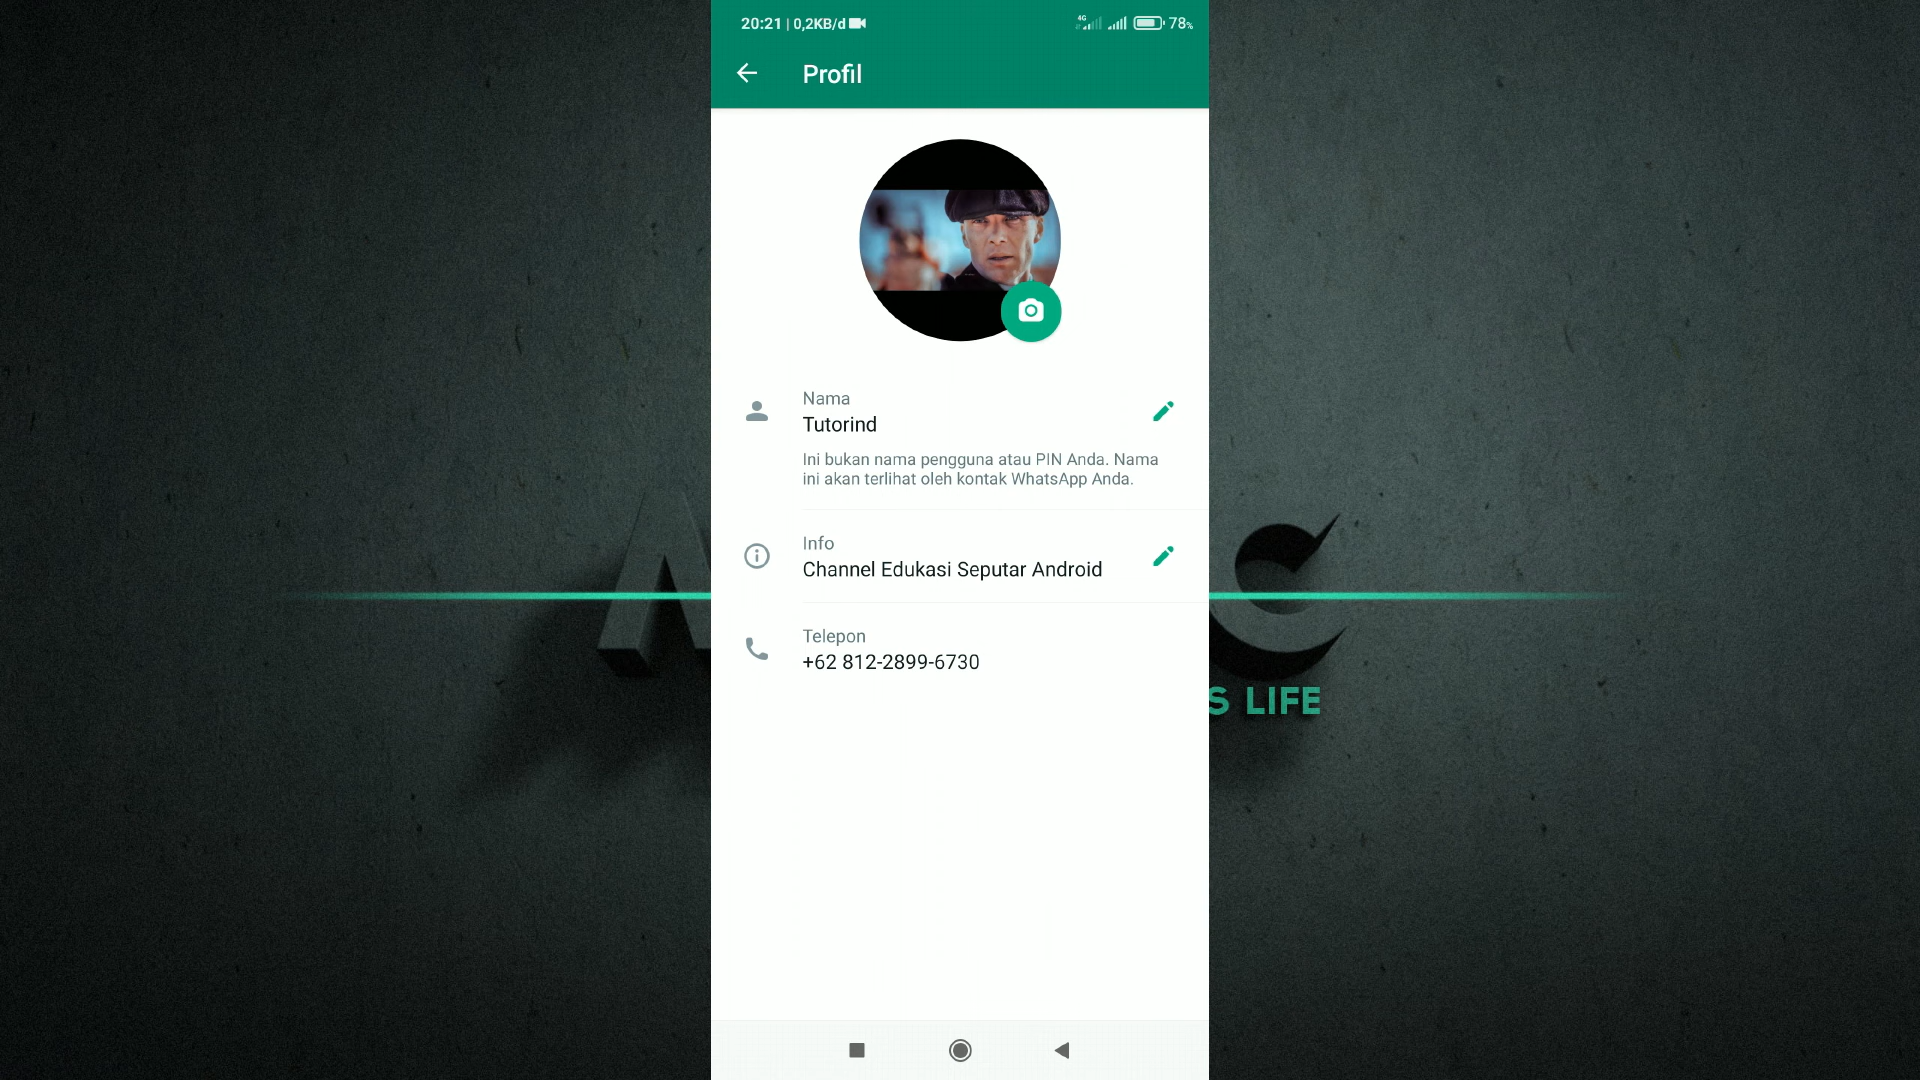 20:21 | 0,2KB/d
4G
78%
Profil
Nama
Tutorind
Ini bukan nama pengguna atau PIN Anda. Nama
ini akan terlihat oleh kontak WhatsApp Anda.
Info
Channel Edukasi Seputar Android
Telepon
+62 812-2899-6730
A
C
S LIFE